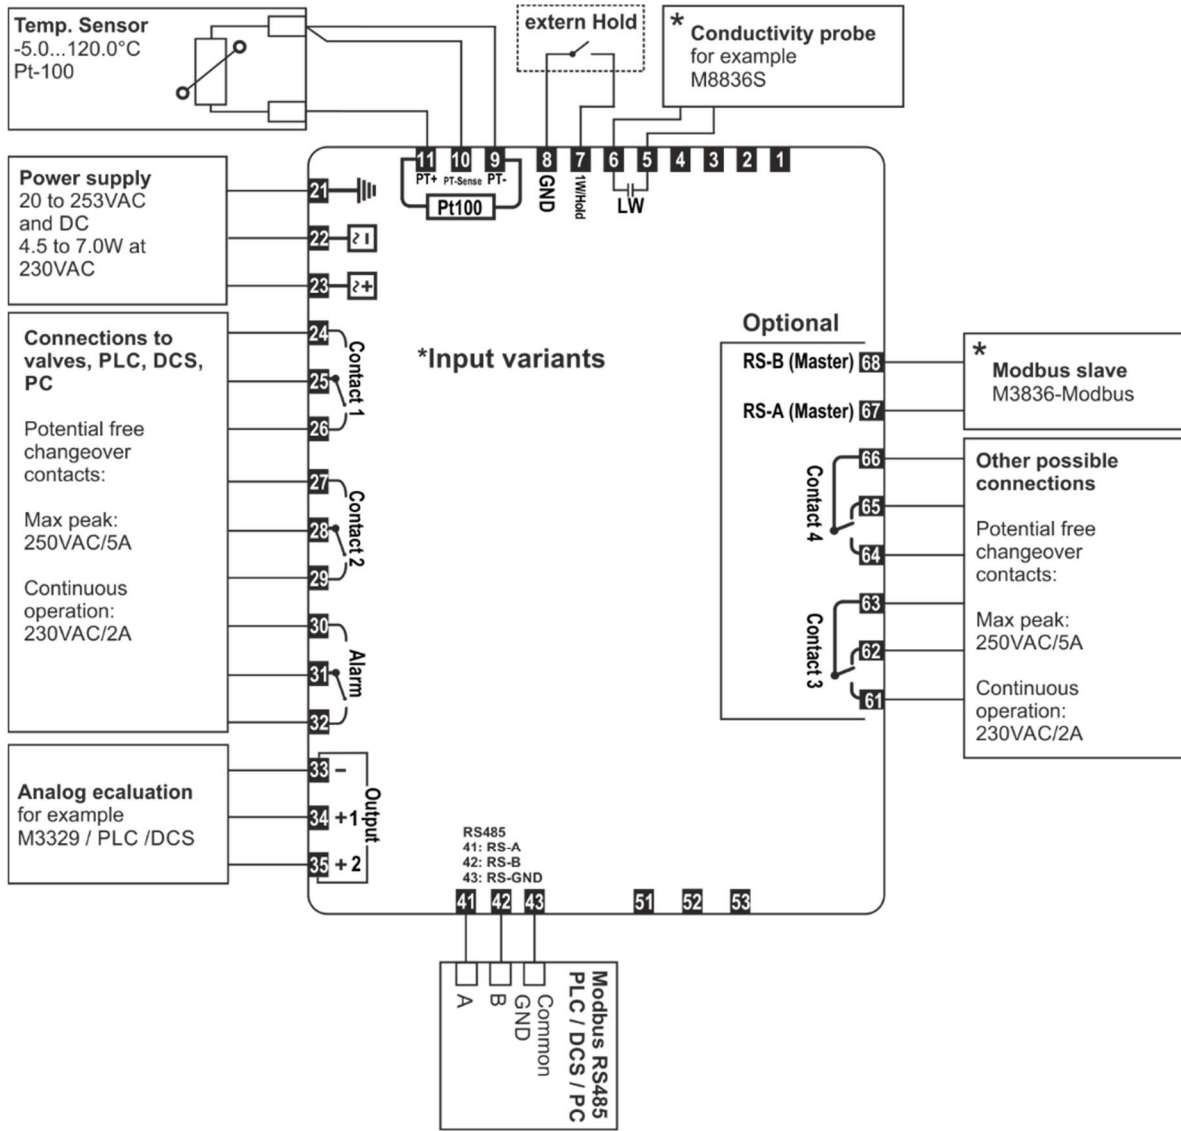 Temp. Sensor
-5.0...120.0°C
Pt-100
extern Hold
* Conductivity probe
for example
M8836S
11 10 9 8 7 6 5 4 3 2 1
PT+ PT-Sense PT-
Pt100
GND
1W/Hold
LW
Power supply
20 to 253VAC
and DC
4.5 to 7.0W at
230VAC
21
22 ~ −
23 ~ +
Connections to
valves, PLC, DCS,
PC
Potential free
changeover
contacts:
Max peak:
250VAC/5A
Continuous
operation:
230VAC/2A
24
25
26
Contact 1
27
28
29
Contact 2
30
31
32
Alarm
*Input variants
Optional
RS-B (Master) 68
RS-A (Master) 67
* Modbus slave
M3836-Modbus
66
65
64
Contact 4
63
62
61
Contact 3
Other possible
connections
Potential free
changeover
contacts:
Max peak:
250VAC/5A
Continuous
operation:
230VAC/2A
Analog ecaluation
for example
M3329 / PLC /DCS
33 −
34 +1
35 +2
Output
RS485
41: RS-A
42: RS-B
43: RS-GND
41 42 43 51 52 53
A
B
Common
GND
Modbus RS485
PLC / DCS / PC